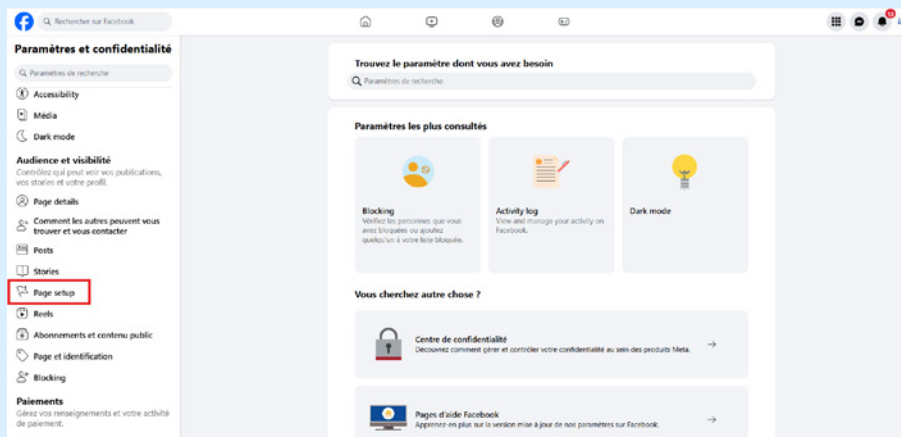 Rechercher sur Facebook
Paramètres et confidentialité
Paramètres de recherche
Accessibility
Média
Dark mode
Audience et visibilité
Contrôlez qui peut voir vos publications,
vos stories et votre profil.
Page details
Comment les autres peuvent vous
trouver et vous contacter
Posts
Stories
Page setup
Reels
Abonnements et contenu public
Page et identification
Blocking
Paiements
Gérez vos renseignements et votre activité
de paiement.
Trouvez le paramètre dont vous avez besoin
Paramètres de recherche
Paramètres les plus consultés
Blocking
Vérifiez les personnes que vous
avez bloquées ou ajoutez
quelqu'un à votre liste bloquée.
Activity log
View and manage your activity on
Facebook.
Dark mode
Vous cherchez autre chose ?
Centre de confidentialité
Découvrez comment gérer et contrôler votre confidentialité au sein des produits Meta.
Pages d'aide Facebook
Apprenez-en plus sur la version mise à jour de nos paramètres sur Facebook.